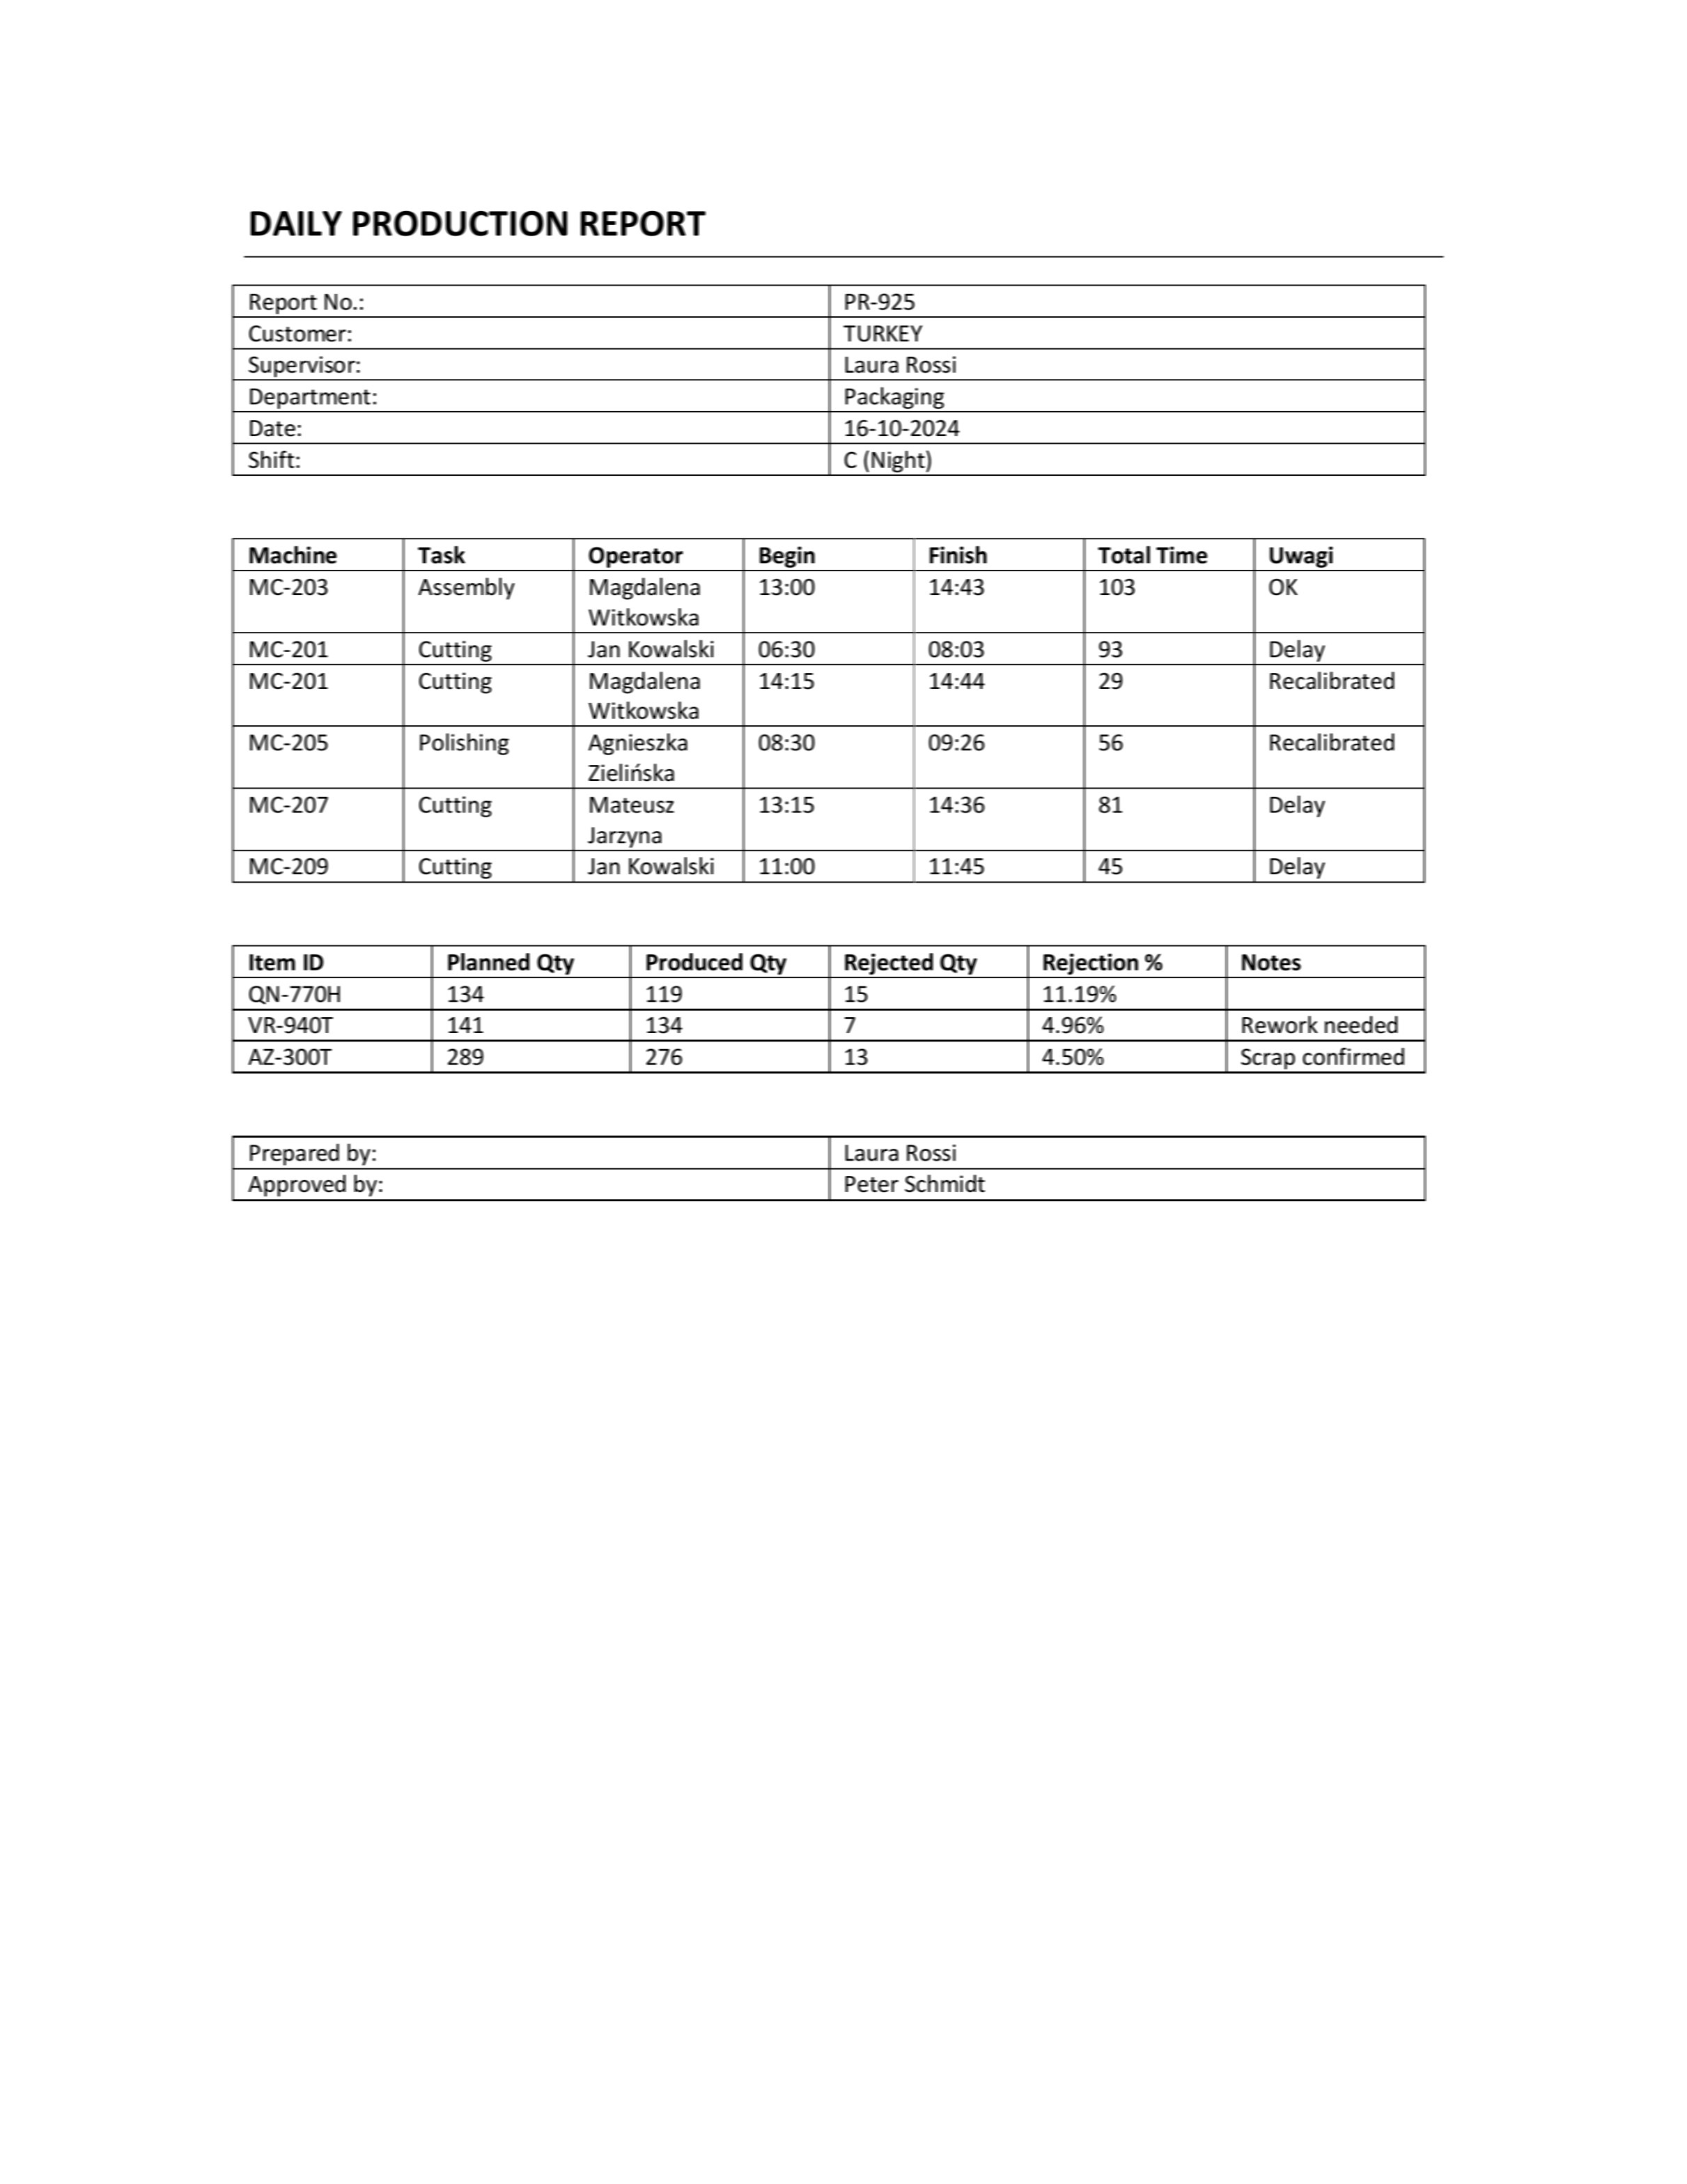 DAILY PRODUCTION REPORT
Report No.: PR-925
Customer: TURKEY
Supervisor: Laura Rossi
Department: Packaging
Date: 16-10-2024
Shift: C (Night)
Machine Task Operator Begin Finish Total Time Uwagi
MC-203 Assembly Magdalena 13:00 14:43 103 OK
Witkowska
MC-201 Cutting Jan Kowalski 06:30 08:03 93 Delay
MC-201 Cutting Magdalena 14:15 14:44 29 Recalibrated
Witkowska
MC-205 Polishing Agnieszka 08:30 09:26 56 Recalibrated
Zielińska
MC-207 Cutting Mateusz 13:15 14:36 81 Delay
Jarzyna
MC-209 Cutting Jan Kowalski 11:00 11:45 45 Delay
Item ID Planned Qty Produced Qty Rejected Qty Rejection % Notes
QN-770H 134 119 15 11.19%
VR-940T 141 134 7 4.96% Rework needed
AZ-300T 289 276 13 4.50% Scrap confirmed
Prepared by: Laura Rossi
Approved by: Peter Schmidt